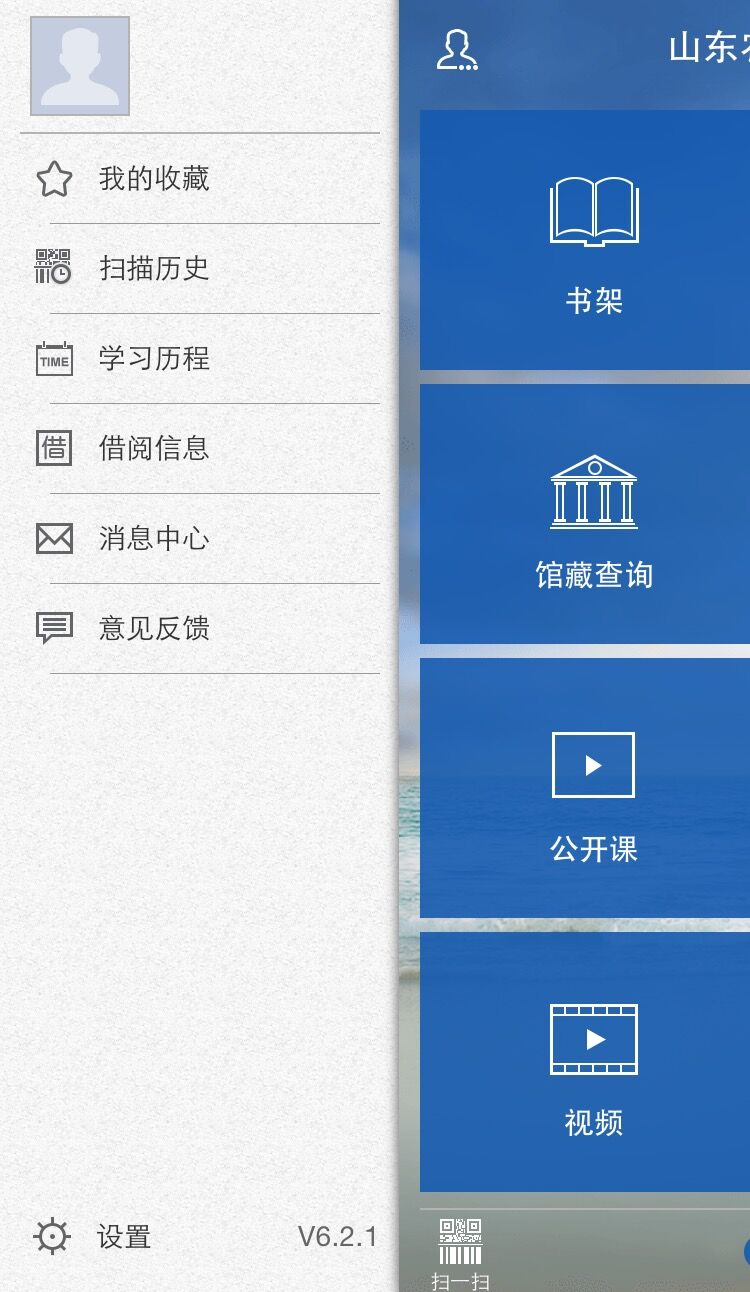 我的收藏
扫描历史
TIME
学习历程
借
借阅信息
消息中心
意见反馈
设置
V6.2.1
山东
书架
馆藏查询
公开课
视频
扫一扫